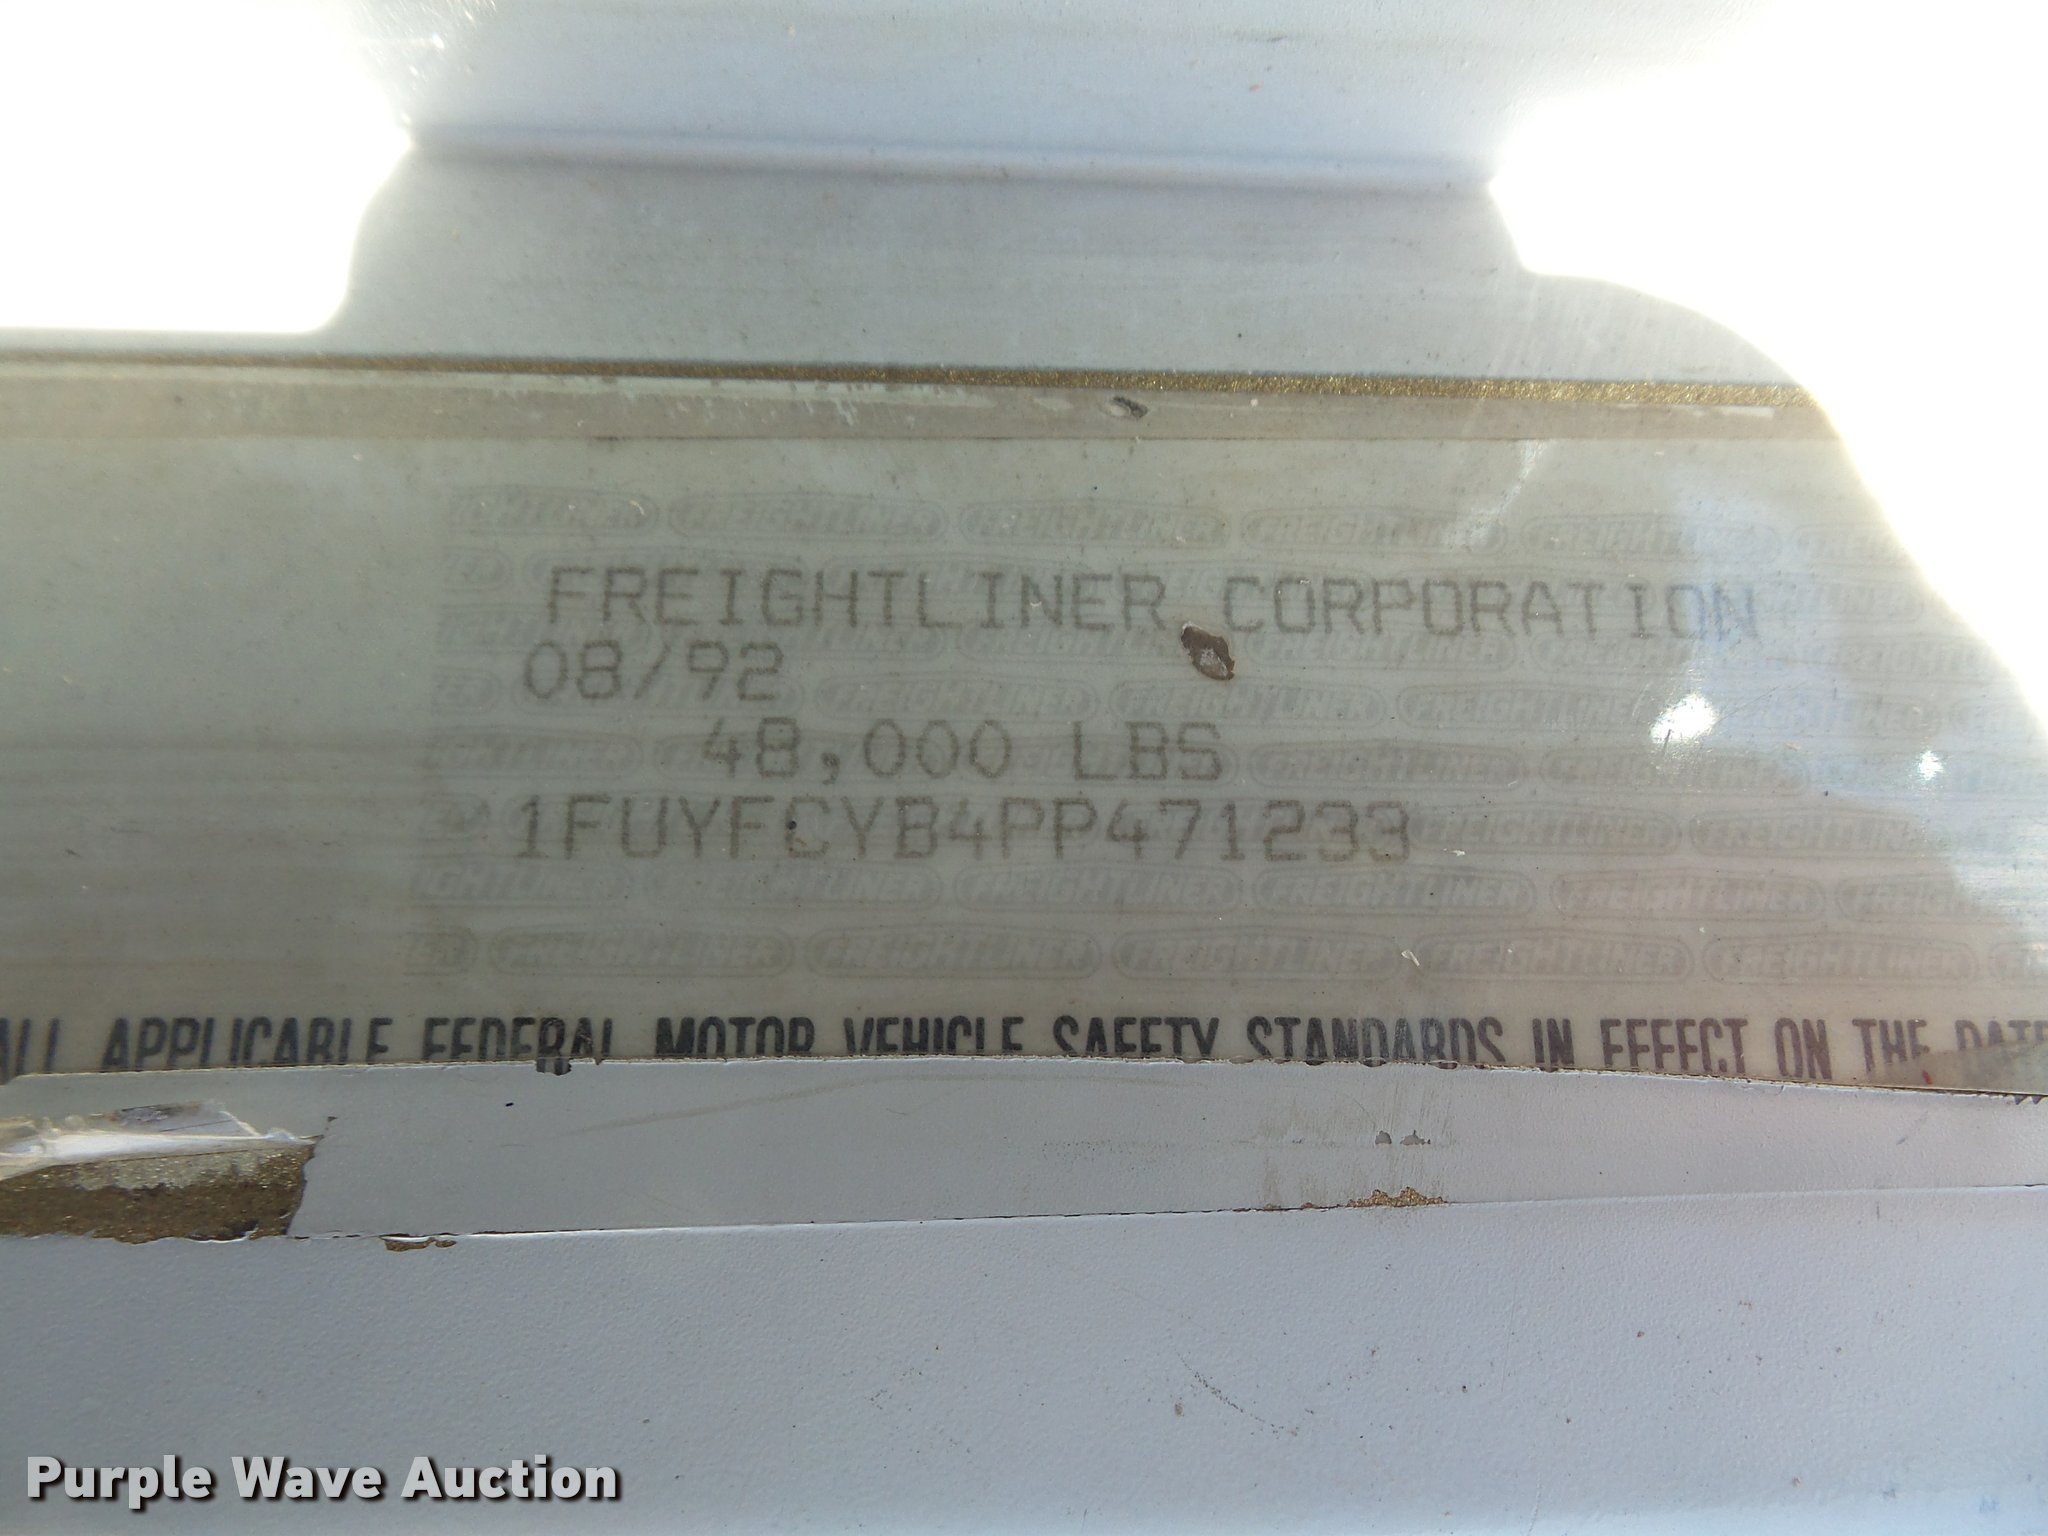 FREIGHTLINER CORPORATION
08/92
48,000 LBS
1FUYFCYB4PP471233
ALL APPLICABLE FEDERAL MOTOR VEHICLE SAFETY STANDARDS IN EFFECT ON THE DATE
Purple Wave Auction